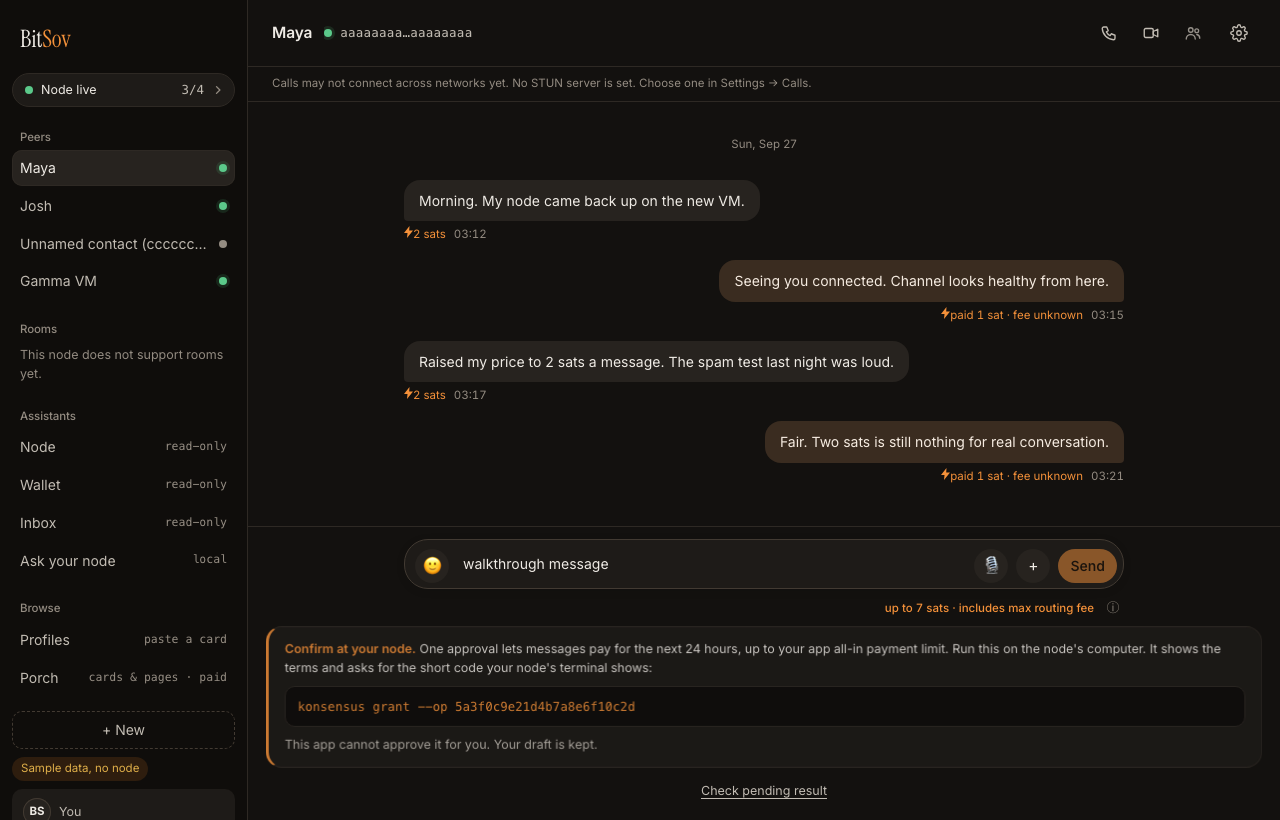 BitSov
Node live 3/4
Peers
Maya
Josh
Unnamed contact (cccccc...
Gamma VM
Rooms
This node does not support rooms
yet.
Assistants
Node read-only
Wallet read-only
Inbox read-only
Ask your node local
Browse
Profiles paste a card
Porch cards & pages · paid
+ New
Sample data, no node
BS You
Maya aaaaaaaa…aaaaaaaa
Calls may not connect across networks yet. No STUN server is set. Choose one in Settings → Calls.
Sun, Sep 27
Morning. My node came back up on the new VM.
2 sats 03:12
Seeing you connected. Channel looks healthy from here.
paid 1 sat · fee unknown 03:15
Raised my price to 2 sats a message. The spam test last night was loud.
2 sats 03:17
Fair. Two sats is still nothing for real conversation.
paid 1 sat · fee unknown 03:21
walkthrough message
+ Send
up to 7 sats · includes max routing fee ⓘ
Confirm at your node. One approval lets messages pay for the next 24 hours, up to your app all-in payment limit. Run this on the node's computer. It shows the
terms and asks for the short code your node's terminal shows:
konsensus grant --op 5a3f0c9e21d4b7a8e6f10c2d
This app cannot approve it for you. Your draft is kept.
Check pending result